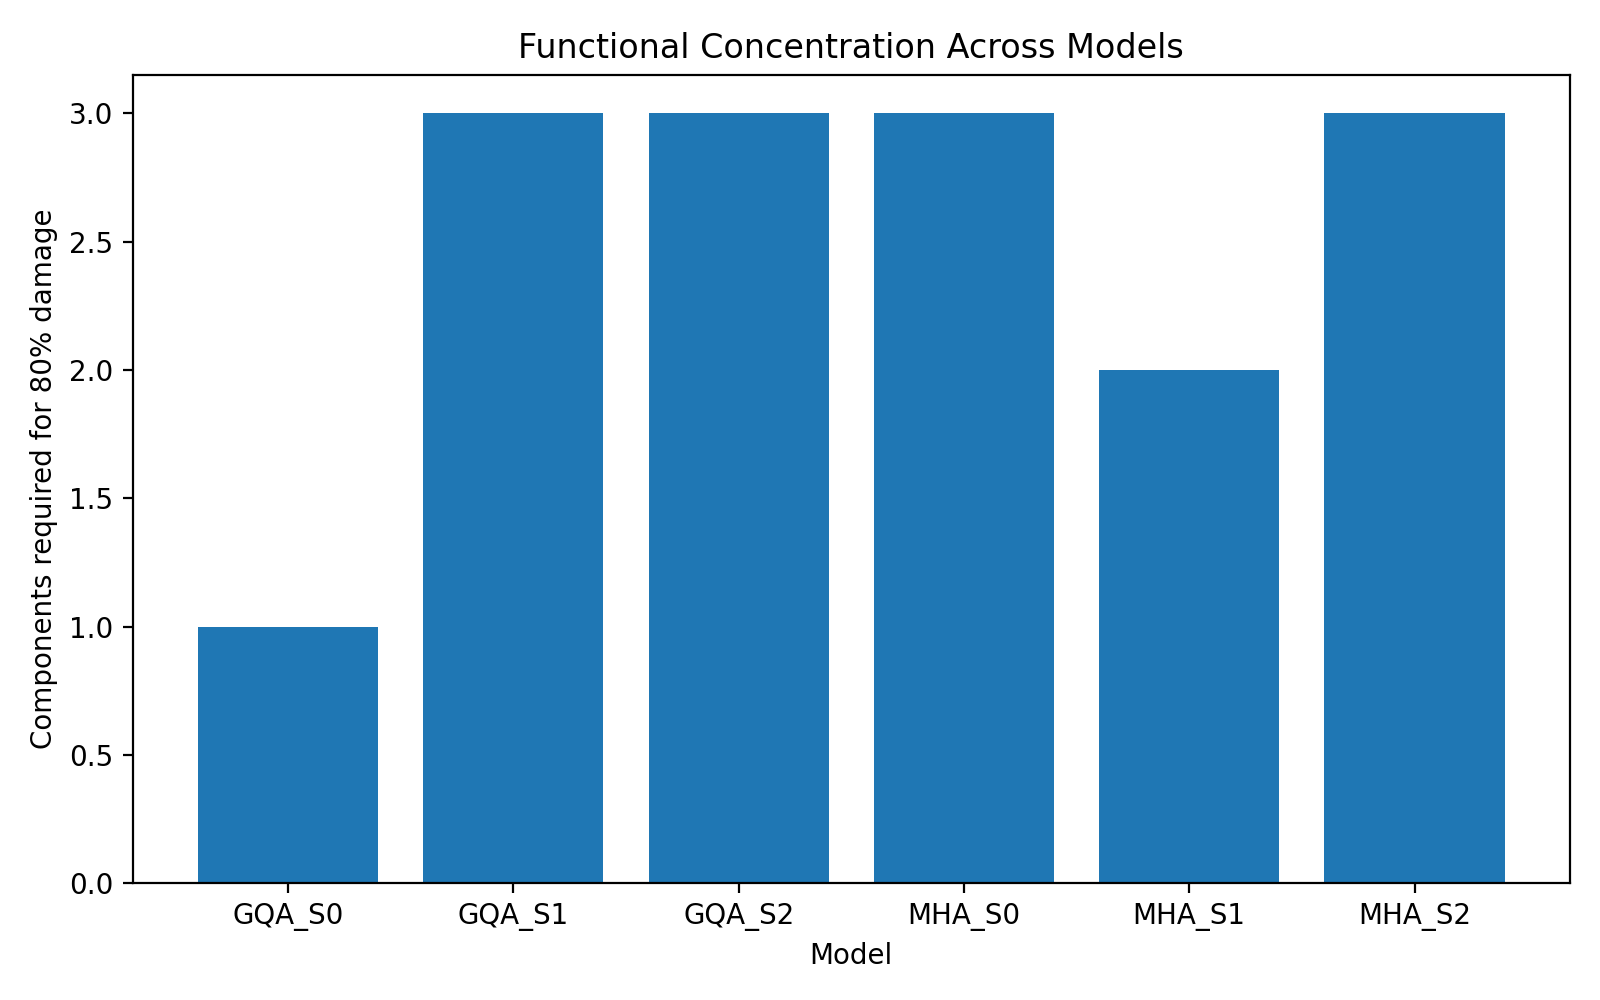 Functional Concentration Across Models
Components required for 80% damage
3.0
2.5
2.0
1.5
1.0
0.5
0.0
GQA_S0 GQA_S1 GQA_S2 MHA_S0 MHA_S1 MHA_S2
Model